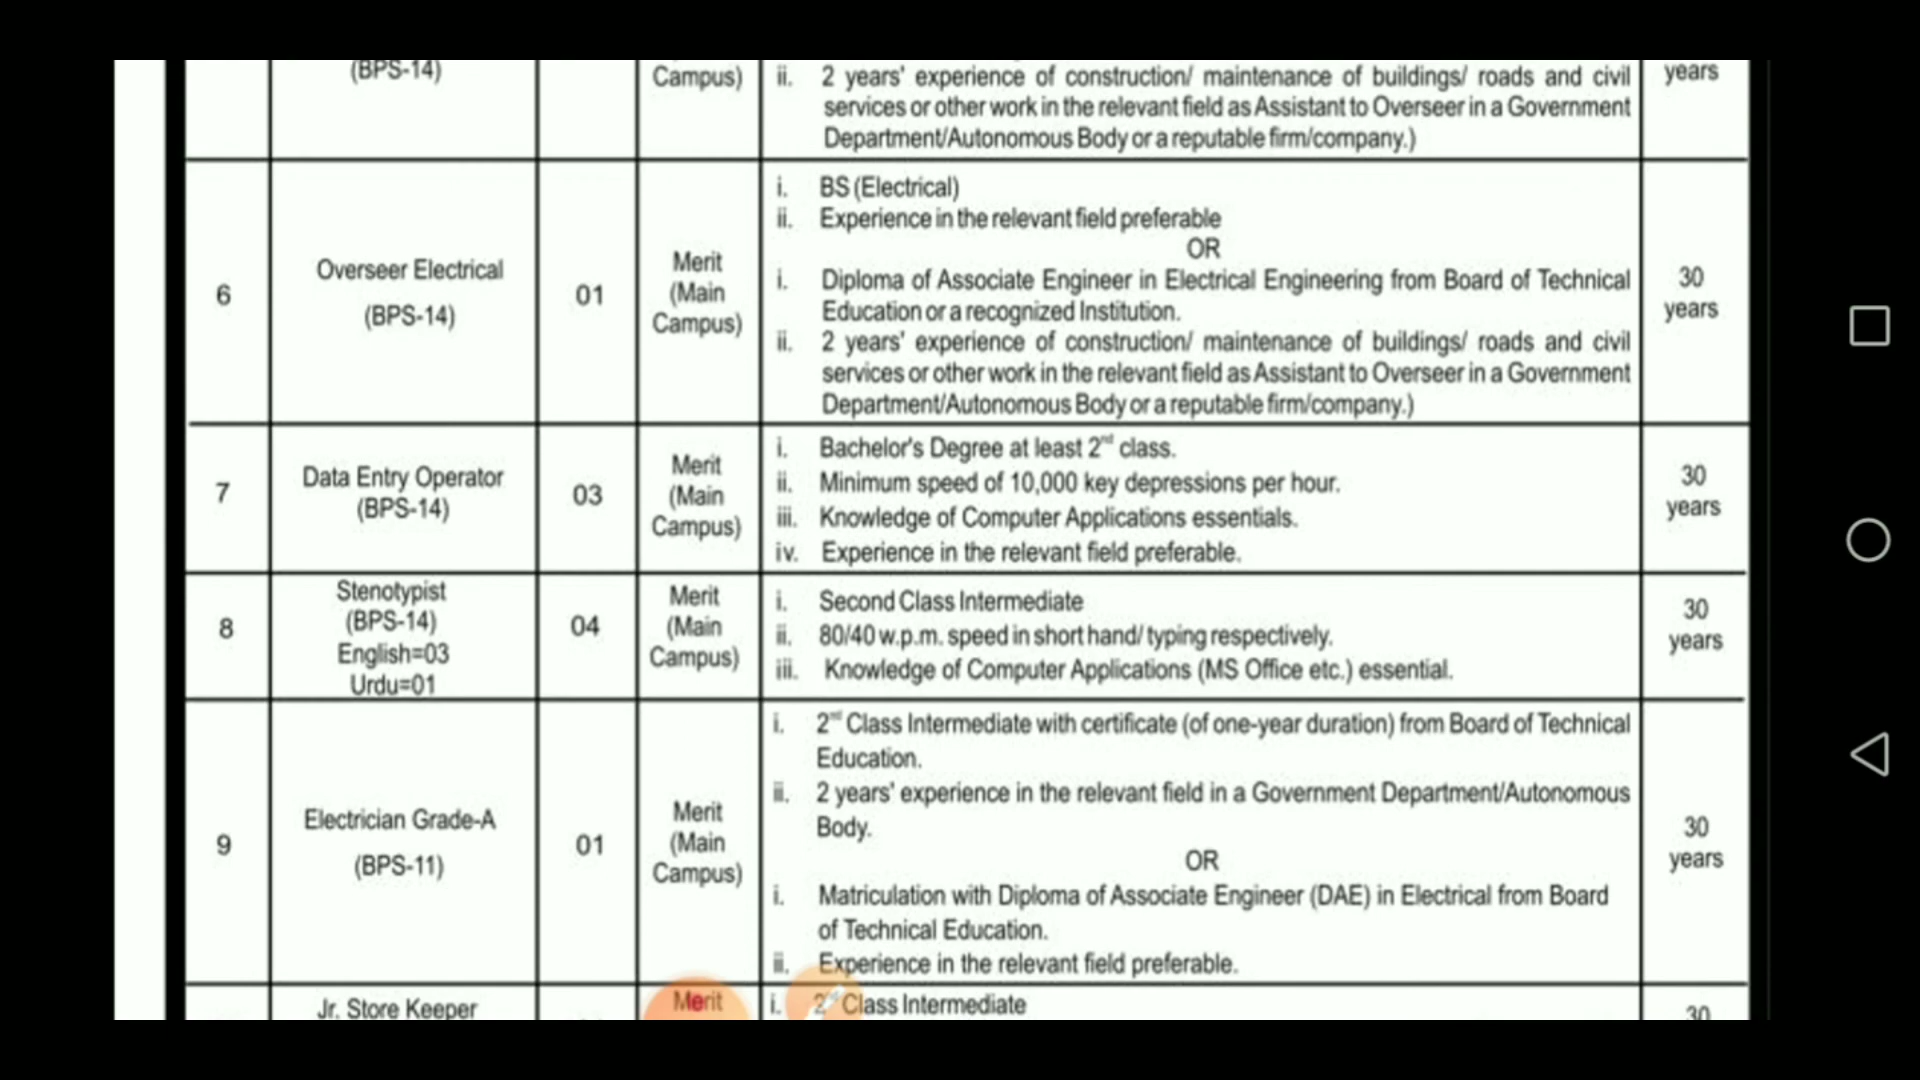 (BPS-14)
Campus)
ii. 2 years' experience of construction/ maintenance of buildings/ roads and civil
services or other work in the relevant field as Assistant to Overseer in a Government
Department/Autonomous Body or a reputable firm/company.)
years
6
Overseer Electrical
(BPS-14)
01
Merit
(Main
Campus)
i. BS (Electrical)
ii. Experience in the relevant field preferable
OR
i. Diploma of Associate Engineer in Electrical Engineering from Board of Technical
Education or a recognized Institution.
ii. 2 years' experience of construction/ maintenance of buildings/ roads and civil
services or other work in the relevant field as Assistant to Overseer in a Government
Department/Autonomous Body or a reputable firm/company.)
30
years
7
Data Entry Operator
(BPS-14)
03
Merit
(Main
Campus)
i. Bachelor's Degree at least 2nd class.
ii. Minimum speed of 10,000 key depressions per hour.
iii. Knowledge of Computer Applications essentials.
iv. Experience in the relevant field preferable.
30
years
8
Stenotypist
(BPS-14)
English=03
Urdu=01
04
Merit
(Main
Campus)
i. Second Class Intermediate
ii. 80/40 w.p.m. speed in short hand/ typing respectively.
iii. Knowledge of Computer Applications (MS Office etc.) essential.
30
years
9
Electrician Grade-A
(BPS-11)
01
Merit
(Main
Campus)
i. 2nd Class Intermediate with certificate (of one-year duration) from Board of Technical
Education.
ii. 2 years' experience in the relevant field in a Government Department/Autonomous
Body.
OR
i. Matriculation with Diploma of Associate Engineer (DAE) in Electrical from Board
of Technical Education.
ii. Experience in the relevant field preferable.
30
years
Jr. Store Keeper
Merit
i. 2nd Class Intermediate
30